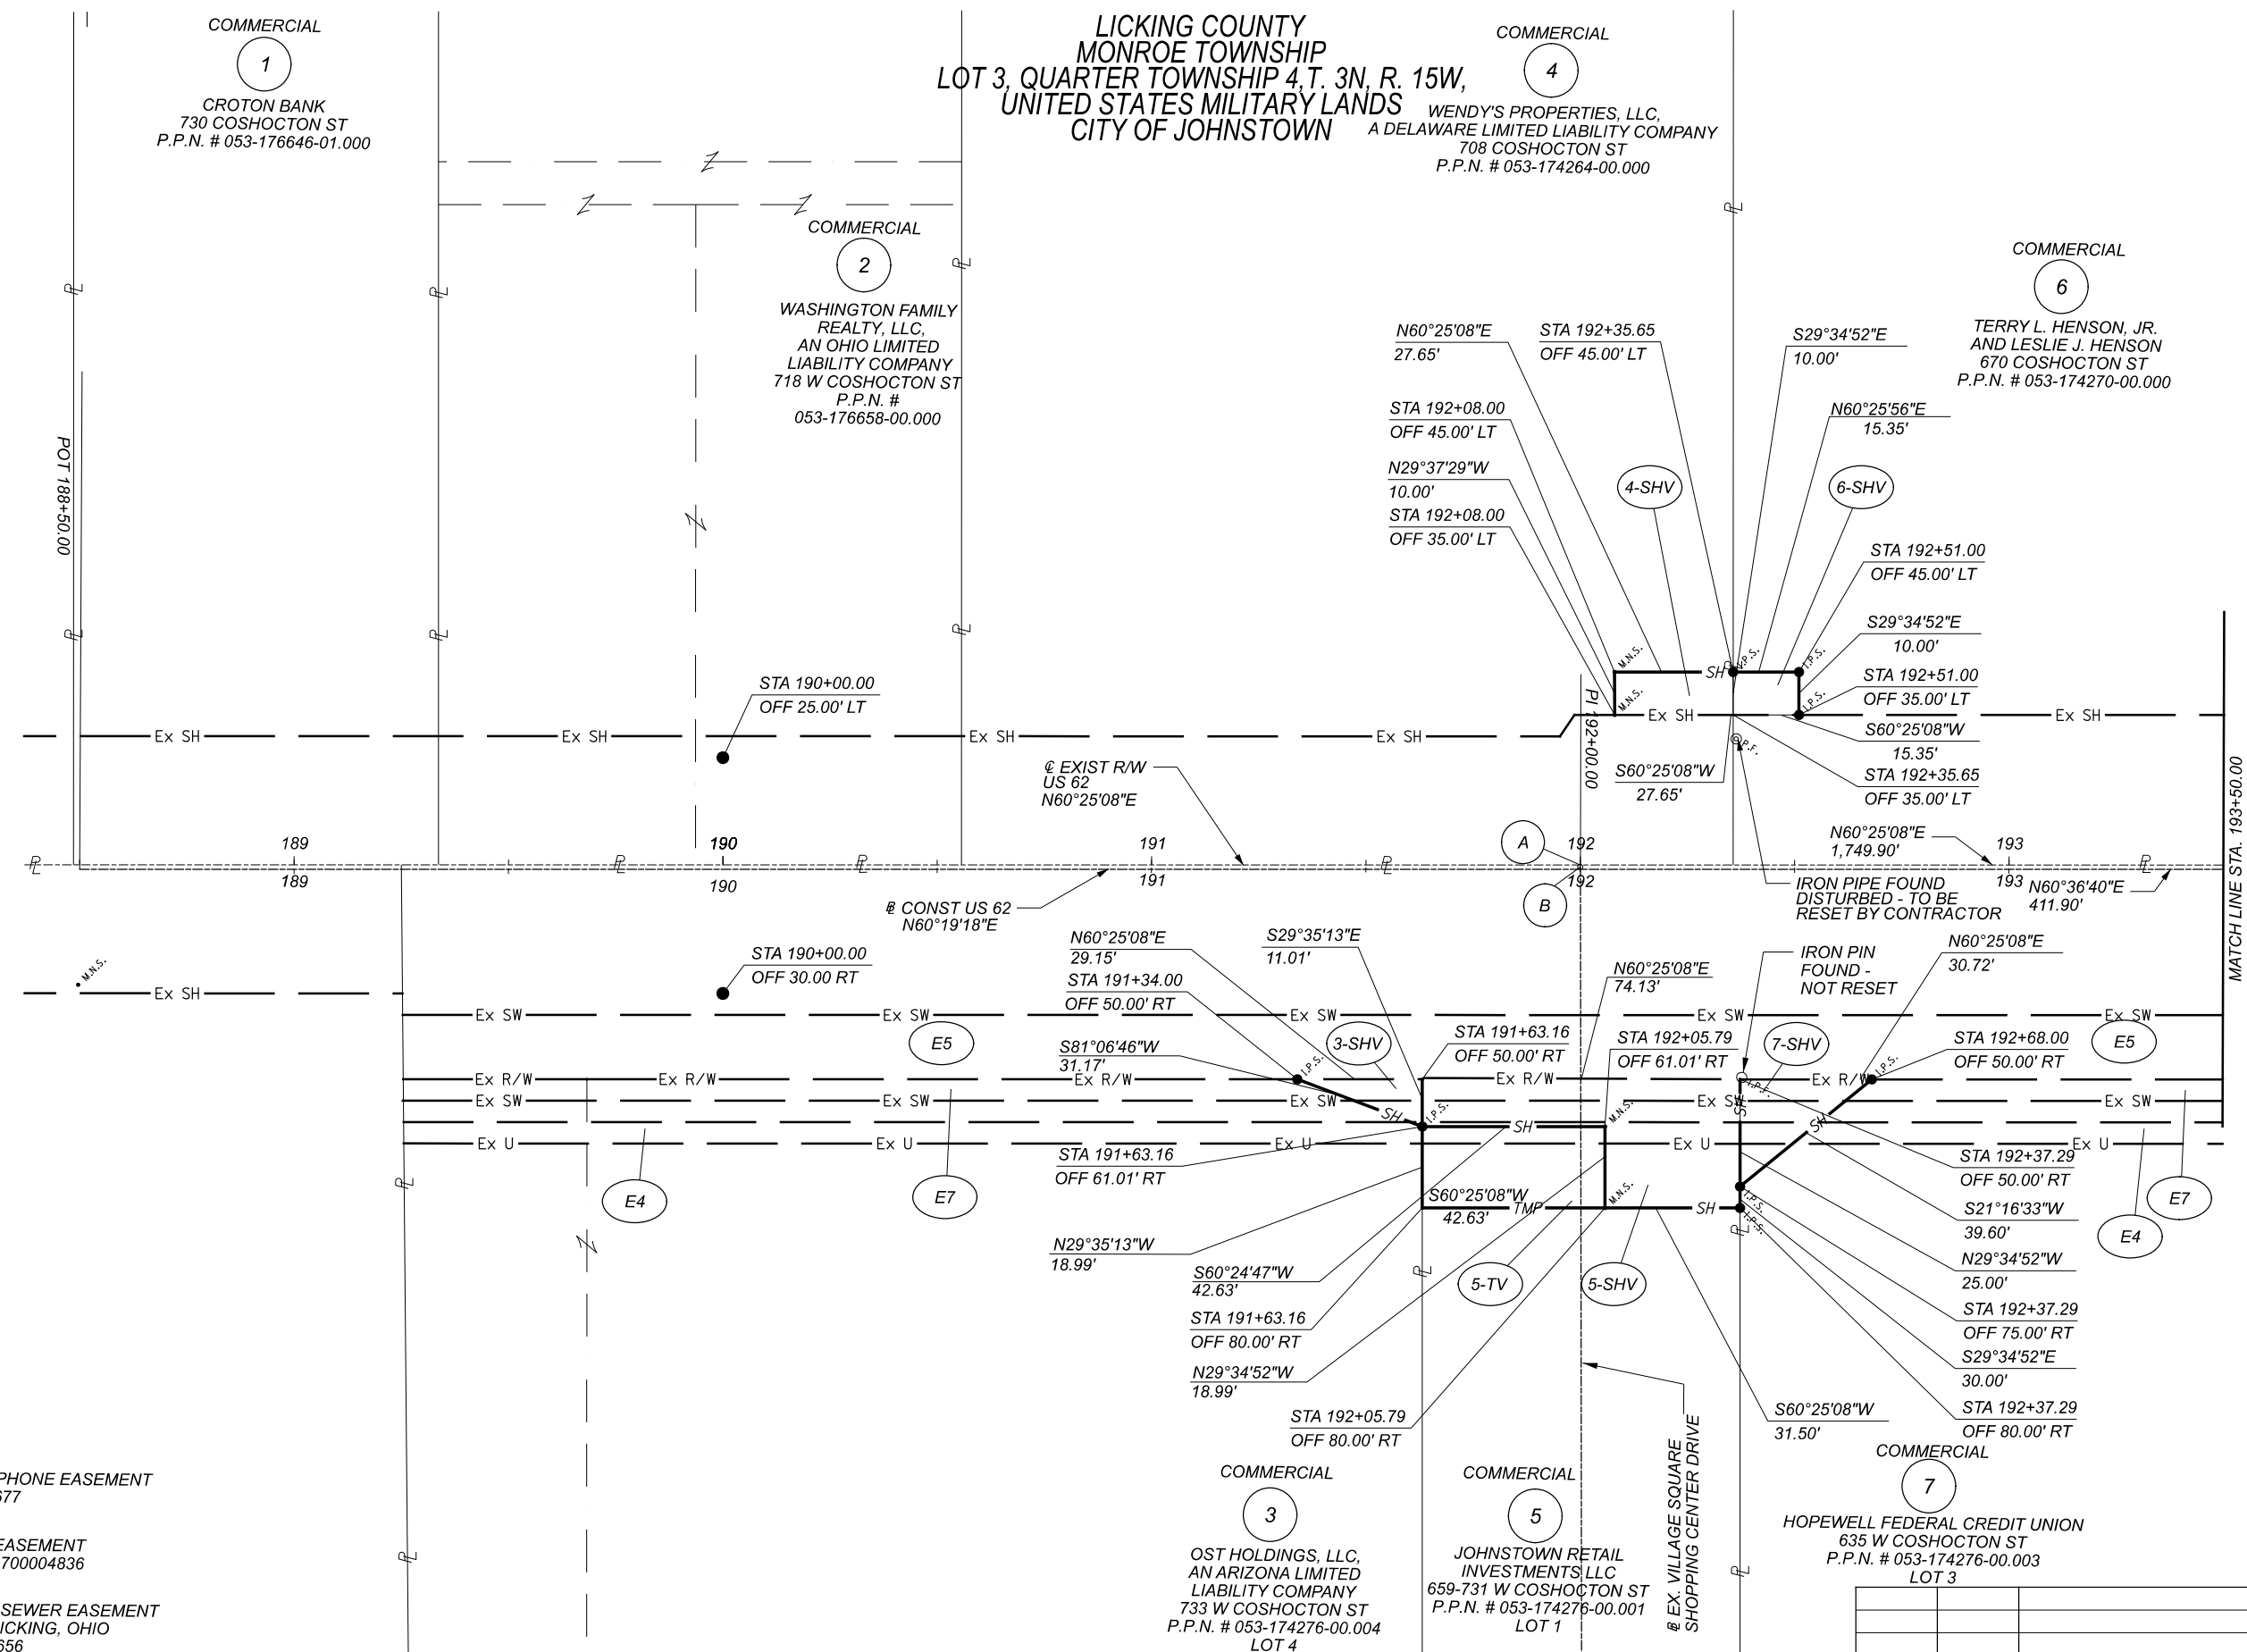 LICKING COUNTY
MONROE TOWNSHIP
LOT 3, QUARTER TOWNSHIP 4,T. 3N, R. 15W,
UNITED STATES MILITARY LANDS
CITY OF JOHNSTOWN
COMMERCIAL
1
CROTON BANK
730 COSHOCTON ST
P.P.N. # 053-176646-01.000
COMMERCIAL
4
WENDY'S PROPERTIES, LLC,
A DELAWARE LIMITED LIABILITY COMPANY
708 COSHOCTON ST
P.P.N. # 053-174264-00.000
COMMERCIAL
2
WASHINGTON FAMILY
REALTY, LLC,
AN OHIO LIMITED
LIABILITY COMPANY
718 W COSHOCTON ST
P.P.N. #
053-176658-00.000
COMMERCIAL
6
TERRY L. HENSON, JR.
AND LESLIE J. HENSON
670 COSHOCTON ST
P.P.N. # 053-174270-00.000
POT 188+50.00
N60°25'08"E
27.65'
STA 192+35.65
OFF 45.00' LT
S29°34'52"E
10.00'
STA 192+08.00
OFF 45.00' LT
N60°25'56"E
15.35'
N29°37'29"W
10.00'
4-SHV
6-SHV
STA 192+08.00
OFF 35.00' LT
STA 192+51.00
OFF 45.00' LT
S29°34'52"E
10.00'
M.N.S.
SH
I.P.S.
I.P.S.
STA 192+51.00
OFF 35.00' LT
STA 190+00.00
OFF 25.00' LT
M.N.S.
I.P.S.
PI 192+00.00
Ex SH
Ex SH
Ex SH
Ex SH
Ex SH
Ex SH
Ex SH
S60°25'08"W
15.35'
I.P.F.
℄ EXIST R/W
US 62
N60°25'08"E
S60°25'08"W
27.65'
STA 192+35.65
OFF 35.00' LT
MATCH LINE STA. 193+50.00
189
190
191
192
193
A
N60°25'08"E
1,749.90'
189
190
191
192
193
B
CONST US 62
N60°19'18"E
IRON PIPE FOUND
DISTURBED - TO BE
RESET BY CONTRACTOR
N60°36'40"E
411.90'
M.N.S.
Ex SH
STA 190+00.00
OFF 30.00 RT
N60°25'08"E
29.15'
S29°35'13"E
11.01'
STA 191+34.00
OFF 50.00' RT
N60°25'08"E
74.13'
IRON PIN
FOUND -
NOT RESET
N60°25'08"E
30.72'
Ex SW
Ex SW
Ex SW
Ex SW
Ex SW
E5
S81°06'46"W
31.17'
3-SHV
STA 191+63.16
OFF 50.00' RT
STA 192+05.79
OFF 61.01' RT
7-SHV
STA 192+68.00
OFF 50.00' RT
E5
I.P.S.
I.P.S.
Ex R/W
Ex R/W
Ex R/W
Ex R/W
Ex R/W
I.P.F.
Ex SW
Ex SW
Ex SW
Ex SW
Ex SW
SH
SH
I.P.S.
SH
M.N.S.
SH
Ex U
Ex U
Ex U
Ex U
Ex U
STA 191+63.16
OFF 61.01' RT
STA 192+37.29
OFF 50.00' RT
E4
E7
S60°25'08"W
42.63'
TMP
M.N.S.
SH
I.P.S.
I.P.S.
S21°16'33"W
39.60'
E7
E4
N29°35'13"W
18.99'
S60°24'47"W
42.63'
5-TV
5-SHV
N29°34'52"W
25.00'
STA 191+63.16
OFF 80.00' RT
STA 192+37.29
OFF 75.00' RT
N29°34'52"W
18.99'
S29°34'52"E
30.00'
STA 192+05.79
OFF 80.00' RT
S60°25'08"W
31.50'
STA 192+37.29
OFF 80.00' RT
EX. VILLAGE SQUARE
SHOPPING CENTER DRIVE
PHONE EASEMENT
677
EASEMENT
700004836
SEWER EASEMENT
ICKING, OHIO
656
COMMERCIAL
3
OST HOLDINGS, LLC,
AN ARIZONA LIMITED
LIABILITY COMPANY
733 W COSHOCTON ST
P.P.N. # 053-174276-00.004
LOT 4
COMMERCIAL
5
JOHNSTOWN RETAIL
INVESTMENTS LLC
659-731 W COSHOCTON ST
P.P.N. # 053-174276-00.001
LOT 1
COMMERCIAL
7
HOPEWELL FEDERAL CREDIT UNION
635 W COSHOCTON ST
P.P.N. # 053-174276-00.003
LOT 3